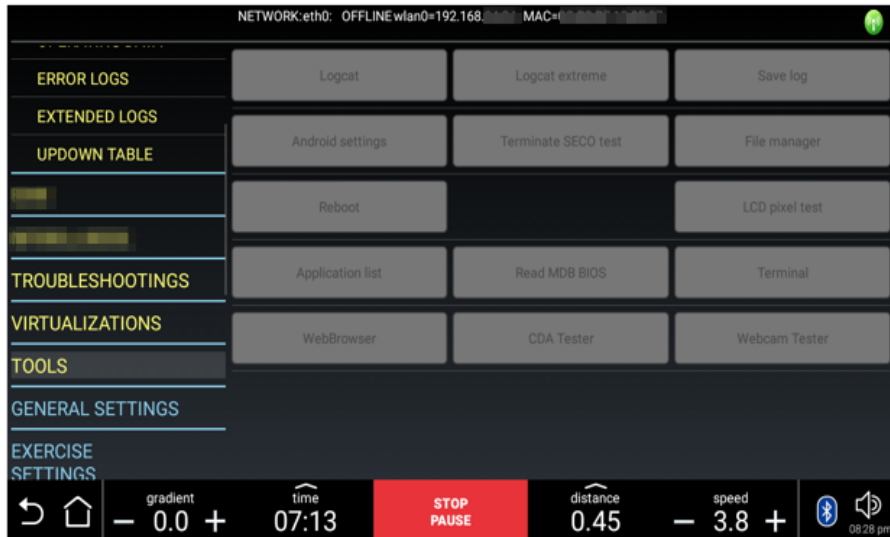 NETWORK:eth0: OFFLINE wlan0=192.168. MAC=
ERROR LOGS
EXTENDED LOGS
UPDOWN TABLE
TROUBLESHOOTINGS
VIRTUALIZATIONS
TOOLS
GENERAL SETTINGS
EXERCISE
SETTINGS
Logcat
Logcat extreme
Save log
Android settings
Terminate SECO test
File manager
Reboot
LCD pixel test
Application list
Read MDB BIOS
Terminal
WebBrowser
CDA Tester
Webcam Tester
gradient
− 0.0 +
time
07:13
STOP
PAUSE
distance
0.45
speed
− 3.8 +
08:28 pm